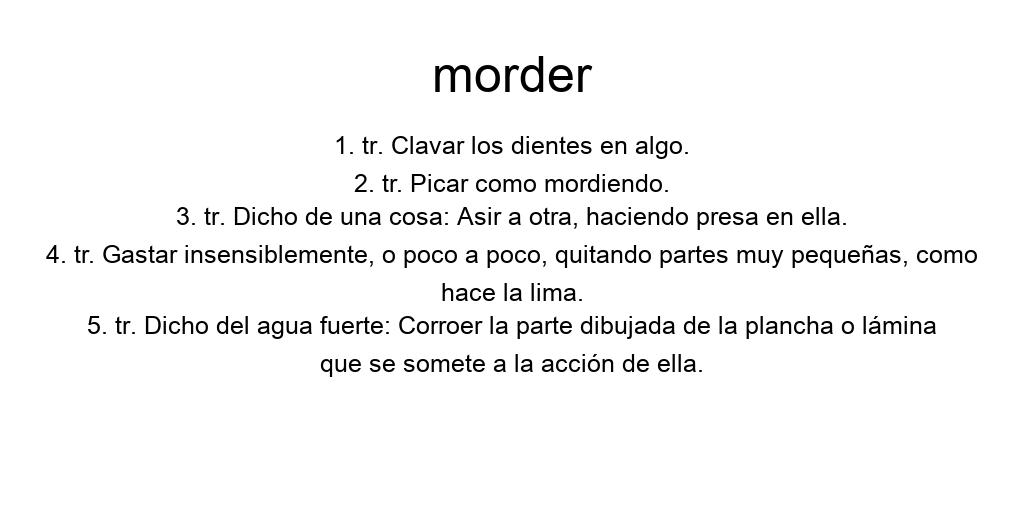 morder
1. tr. Clavar los dientes en algo.
2. tr. Picar como mordiendo.
3. tr. Dicho de una cosa: Asir a otra, haciendo presa en ella.
4. tr. Gastar insensiblemente, o poco a poco, quitando partes muy pequeñas, como
hace la lima.
5. tr. Dicho del agua fuerte: Corroer la parte dibujada de la plancha o lámina
que se somete a la acción de ella.